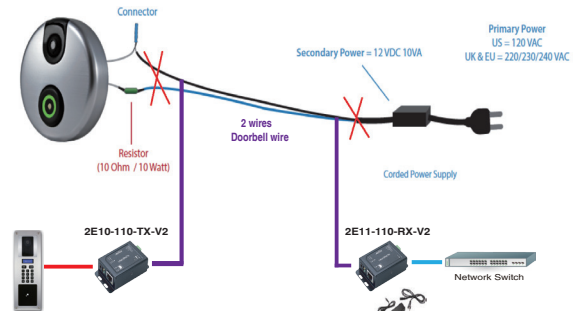 Connector
Primary Power
US = 120 VAC
UK & EU = 220/230/240 VAC
Secondary Power = 12 VDC 10VA
2 wires
Doorbell wire
Resistor
(10 Ohm / 10 Watt)
Corded Power Supply
2E10-110-TX-V2
2E11-110-RX-V2
Network Switch